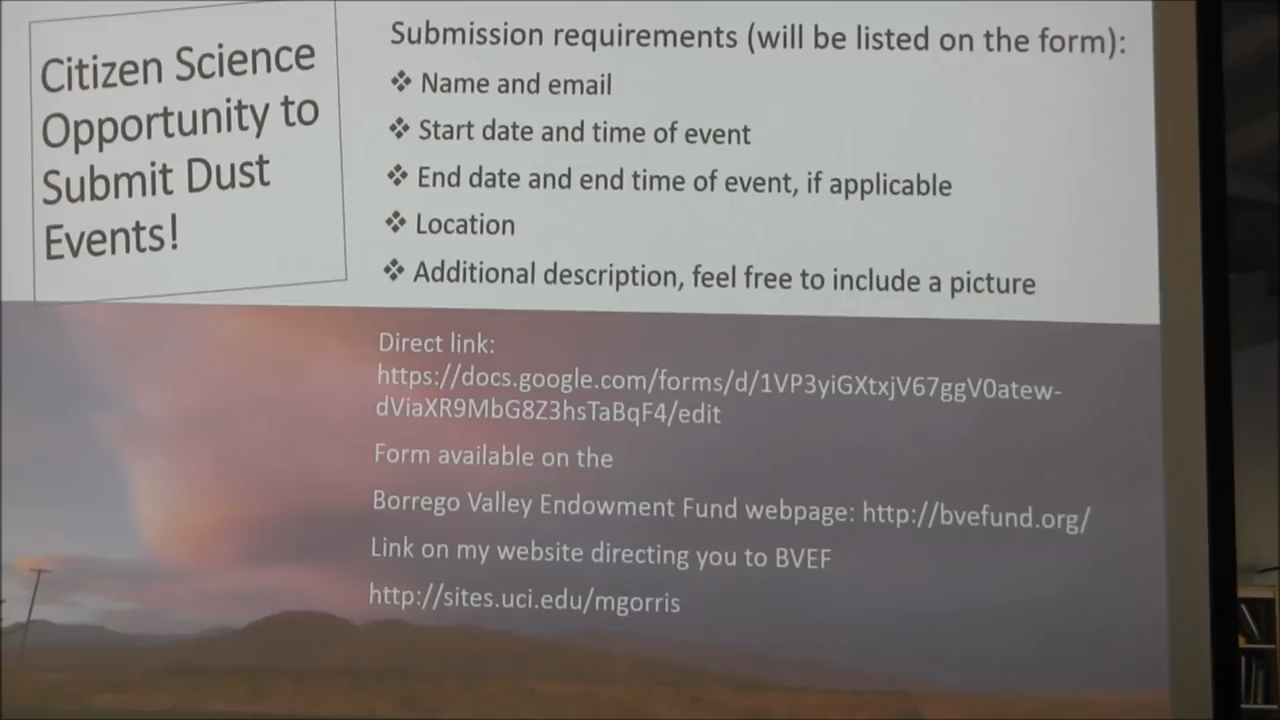 Citizen Science
Opportunity to
Submit Dust
Events!
Submission requirements (will be listed on the form):
❖ Name and email
❖ Start date and time of event
❖ End date and end time of event, if applicable
❖ Location
❖ Additional description, feel free to include a picture
Direct link:
https://docs.google.com/forms/d/1VP3yiGXtxjV67ggV0atew-
dViaXR9MbG8Z3hsTaBqF4/edit
Form available on the
Borrego Valley Endowment Fund webpage: http://bvefund.org/
Link on my website directing you to BVEF
http://sites.uci.edu/mgorris